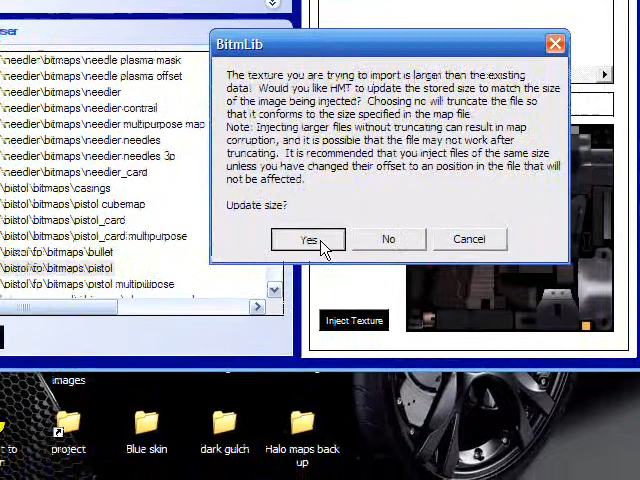 ser
BitmLib
\needler\bitmaps\needle plasma mask
\needler\bitmaps\needle plasma offset
\needler\bitmaps\needler
\needler\bitmaps\needler contrail
\needler\bitmaps\needler multipurpose map
\needler\bitmaps\needler needles
\needler\bitmaps\needler needles 3p
\needler\bitmaps\needler_card
\pistol\bitmaps\casings
\pistol\bitmaps\pistol cubemap
\pistol\bitmaps\pistol_card
\pistol\bitmaps\pistol_card multipurpose
\pistol\fp\bitmaps\bullet
\pistol\fp\bitmaps\pistol
\pistol\fp\bitmaps\pistol multipurpose
The texture you are trying to import is larger than the existing
data! Would you like HMT to update the stored size to match the size
of the image being injected? Choosing no will truncate the file so
that it conforms to the size specified in the map file.
Note: Injecting larger files without truncating can result in map
corruption, and it is possible that the file may not work after
truncating. It is recommended that you inject files of the same size
unless you have changed their offset to an position in the file that will
not be affected.
Update size?
Yes
No
Cancel
Inject Texture
images
project
Blue skin
dark gulch
Halo maps back
up